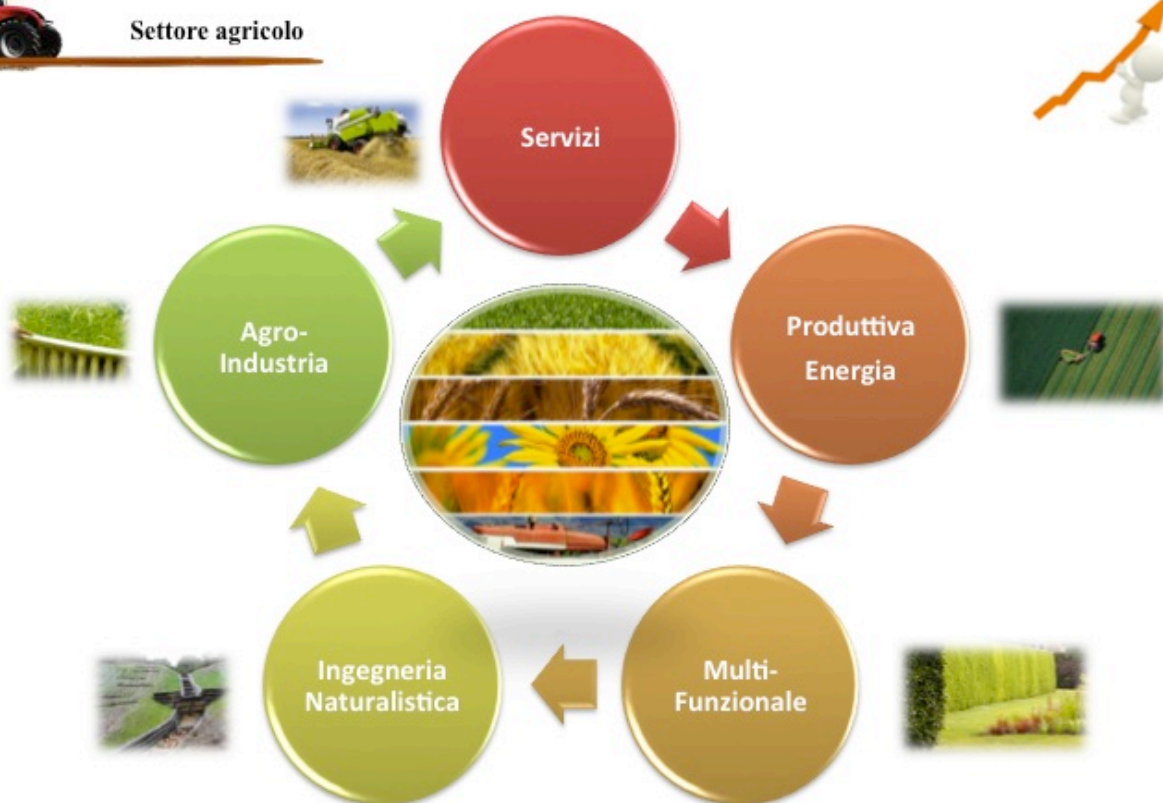 Settore agricolo
Servizi
Produttiva
Energia
Multi-
Funzionale
Ingegneria
Naturalistica
Agro-
Industria